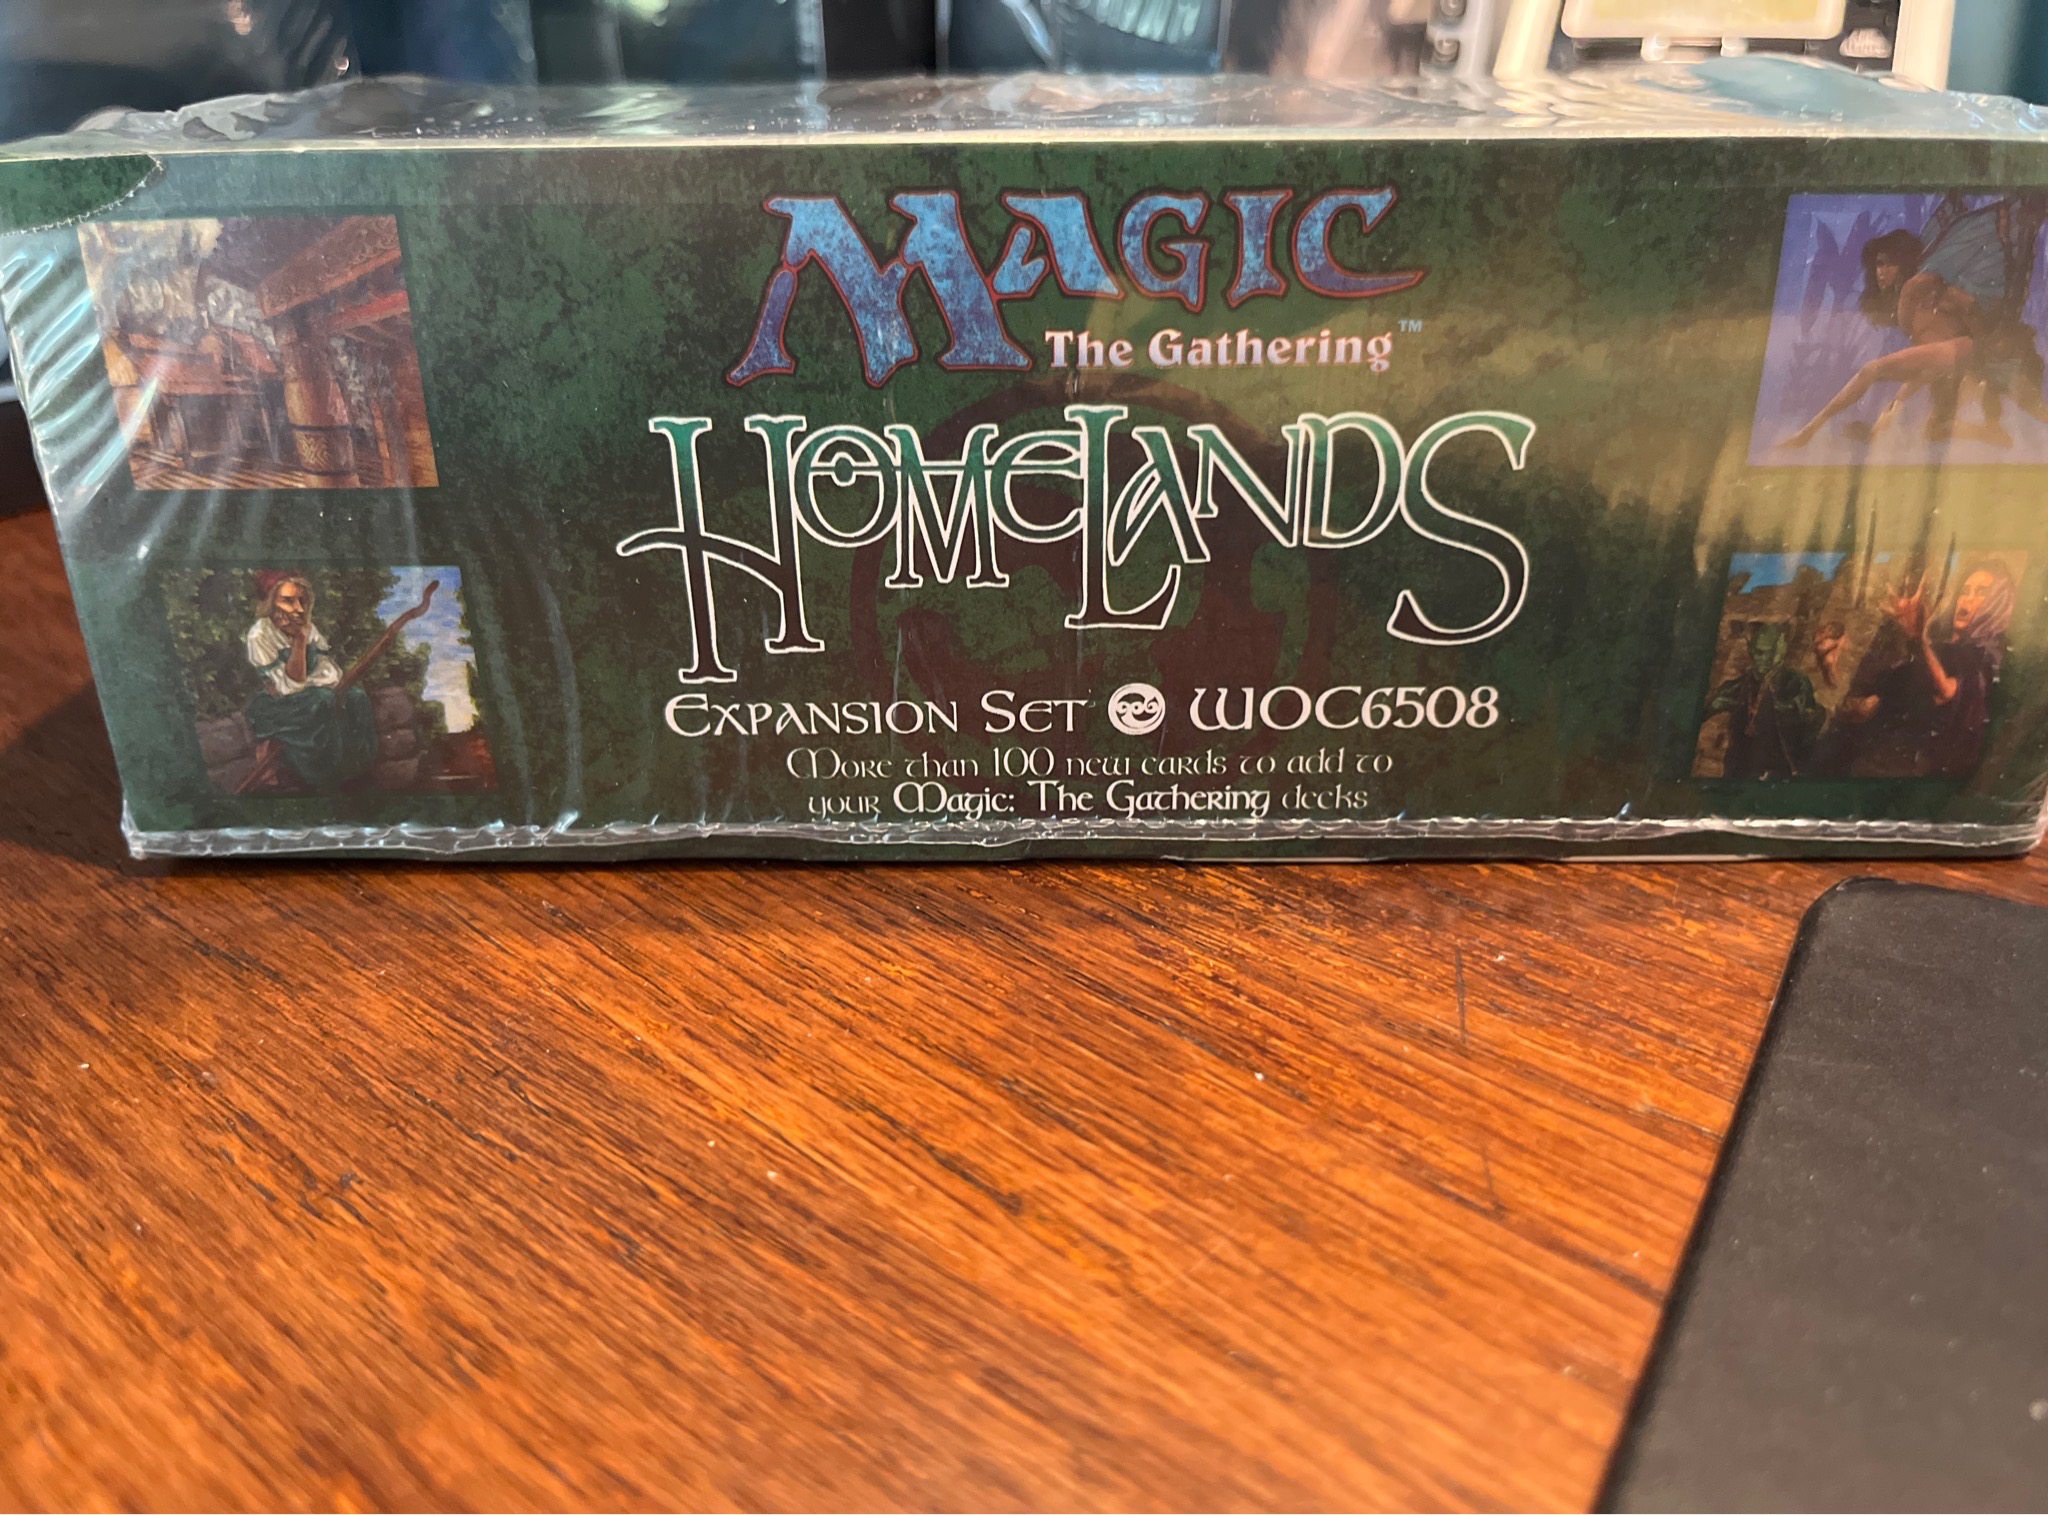 MAGIC
The Gathering™
HOMELANDS
EXPANSION SET WOC6508
More than 100 new cards to add to
your Magic: The Gathering decks